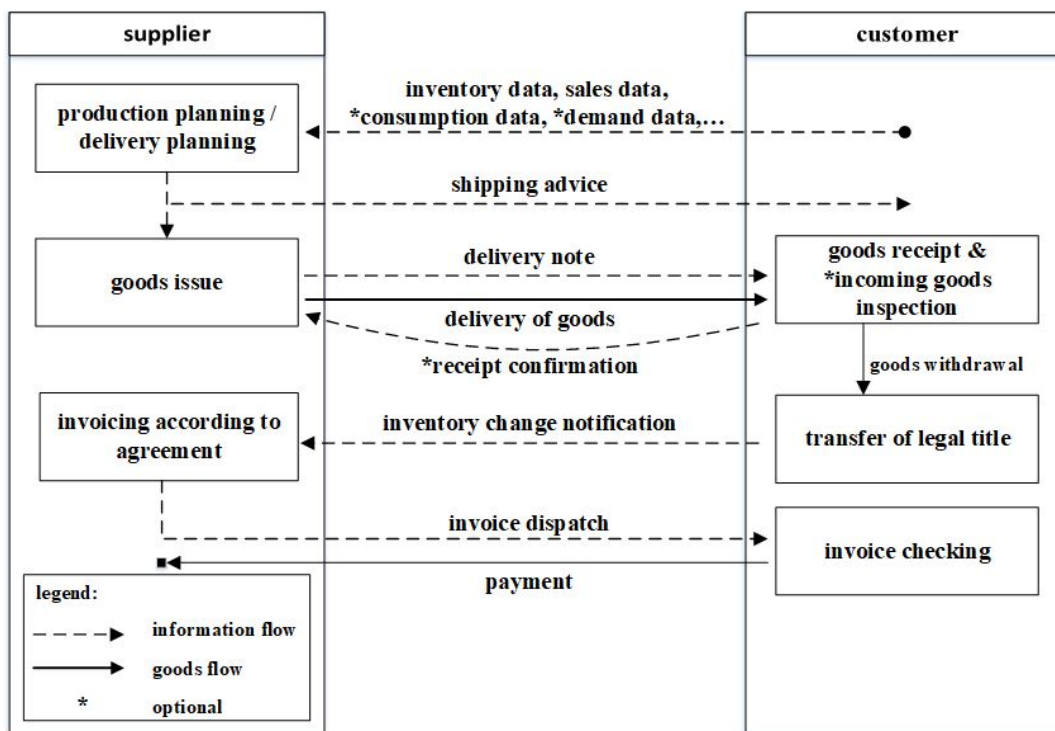 supplier
customer
inventory data, sales data,
*consumption data, *demand data,...
production planning /
delivery planning
shipping advice
goods issue
delivery note
goods receipt &
*incoming goods
inspection
delivery of goods
*receipt confirmation
goods withdrawal
invoicing according to
agreement
inventory change notification
transfer of legal title
invoice dispatch
invoice checking
payment
legend:
information flow
goods flow
* optional